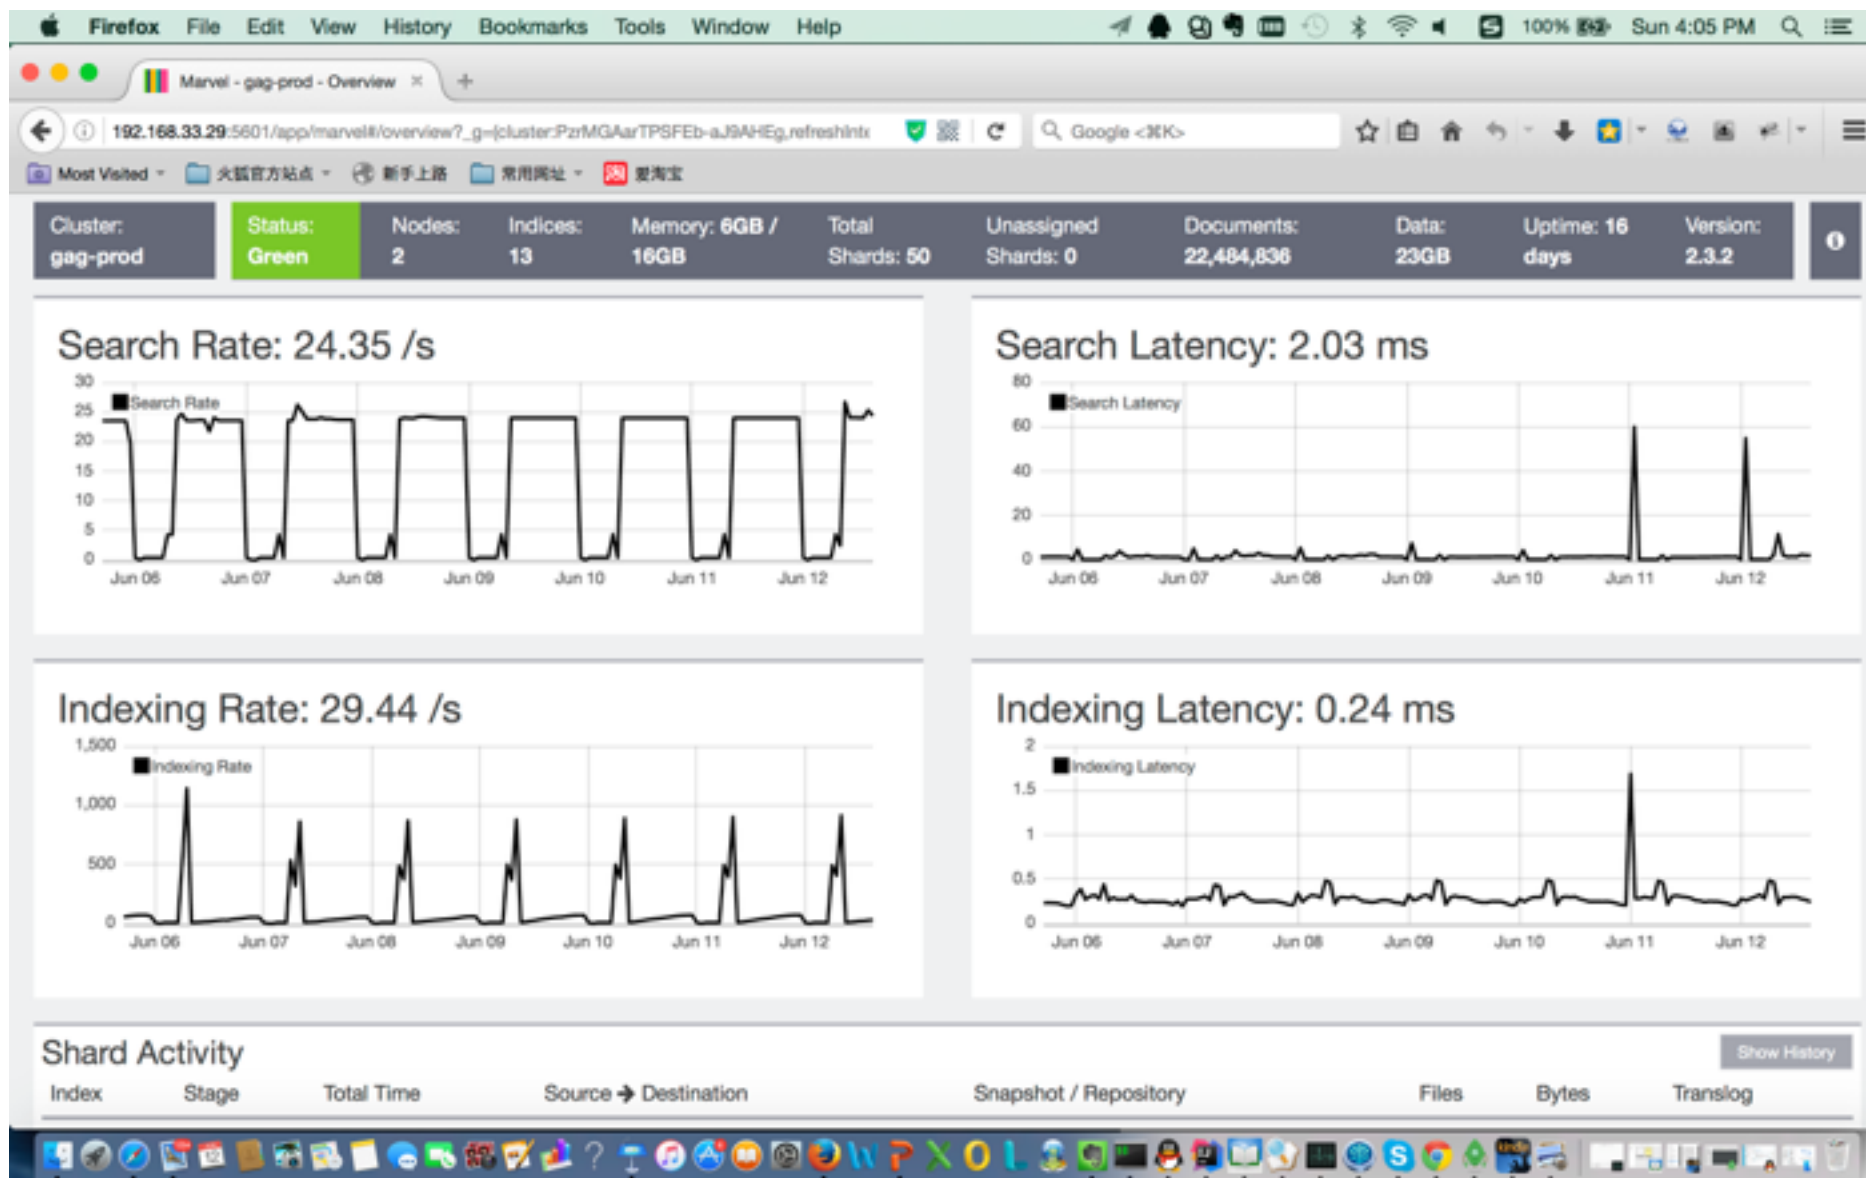 Firefox File Edit View History Bookmarks Tools Window Help 100% Sun 4:05 PM
Marvel - gag-prod - Overview
192.168.33.29:5601/app/marvel#/overview?_g=(cluster:PzrMGAarTPSFEb-aJ9AHEg,refreshInte Google <⌘K>
Most Visited 火狐官方站点 新手上路 常用网址 爱淘宝
Cluster: Status: Nodes: Indices: Memory: 6GB / Total Unassigned Documents: Data: Uptime: 16 Version:
gag-prod Green 2 13 16GB Shards: 50 Shards: 0 22,484,836 23GB days 2.3.2
Search Rate: 24.35 /s
30
Search Rate
25
20
15
10
5
0
Jun 06 Jun 07 Jun 08 Jun 09 Jun 10 Jun 11 Jun 12
Search Latency: 2.03 ms
80
Search Latency
60
40
20
0
Jun 06 Jun 07 Jun 08 Jun 09 Jun 10 Jun 11 Jun 12
Indexing Rate: 29.44 /s
1,500
Indexing Rate
1,000
500
0
Jun 06 Jun 07 Jun 08 Jun 09 Jun 10 Jun 11 Jun 12
Indexing Latency: 0.24 ms
2
Indexing Latency
1.5
1
0.5
0
Jun 06 Jun 07 Jun 08 Jun 09 Jun 10 Jun 11 Jun 12
Shard Activity Show History
Index Stage Total Time Source → Destination Snapshot / Repository Files Bytes Translog